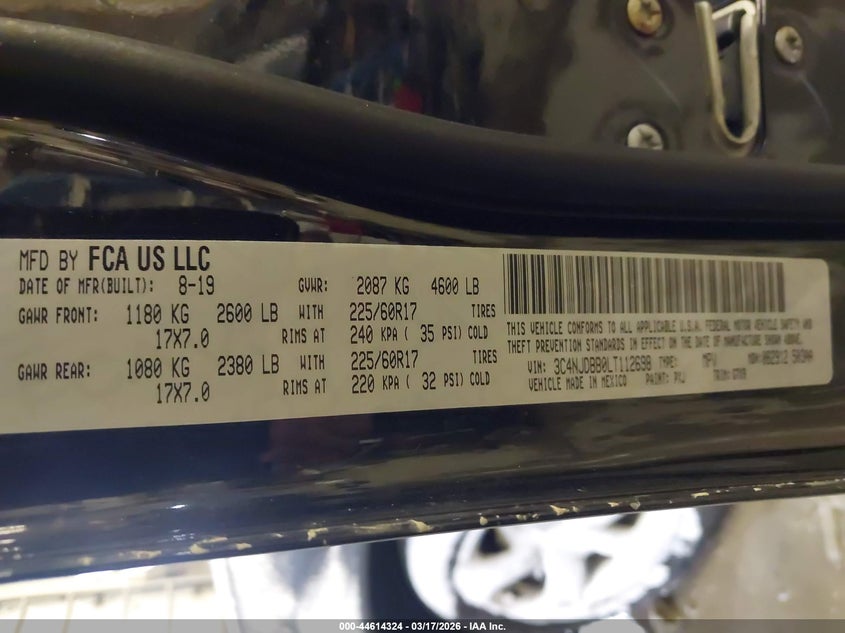 MFD BY FCA US LLC
DATE OF MFR(BUILT): 8-19 GVWR: 2087 KG 4600 LB
GAWR FRONT: 1180 KG 2600 LB WITH 225/60R17 TIRES
17X7.0 RIMS AT 240 KPA ( 35 PSI) COLD
GAWR REAR: 1080 KG 2380 LB WITH 225/60R17 TIRES
17X7.0 RIMS AT 220 KPA ( 32 PSI) COLD
THIS VEHICLE CONFORMS TO ALL APPLICABLE U.S.A. FEDERAL MOTOR VEHICLE SAFETY AND
THEFT PREVENTION STANDARDS IN EFFECT ON THE DATE OF MANUFACTURE SHOWN ABOVE.
VIN: 3C4NJDBB0LT112698 TYPE: MPV
VEHICLE MADE IN MEXICO PAINT: PXJ TRIM:
000-44614324 - 03/17/2026 - IAA Inc.